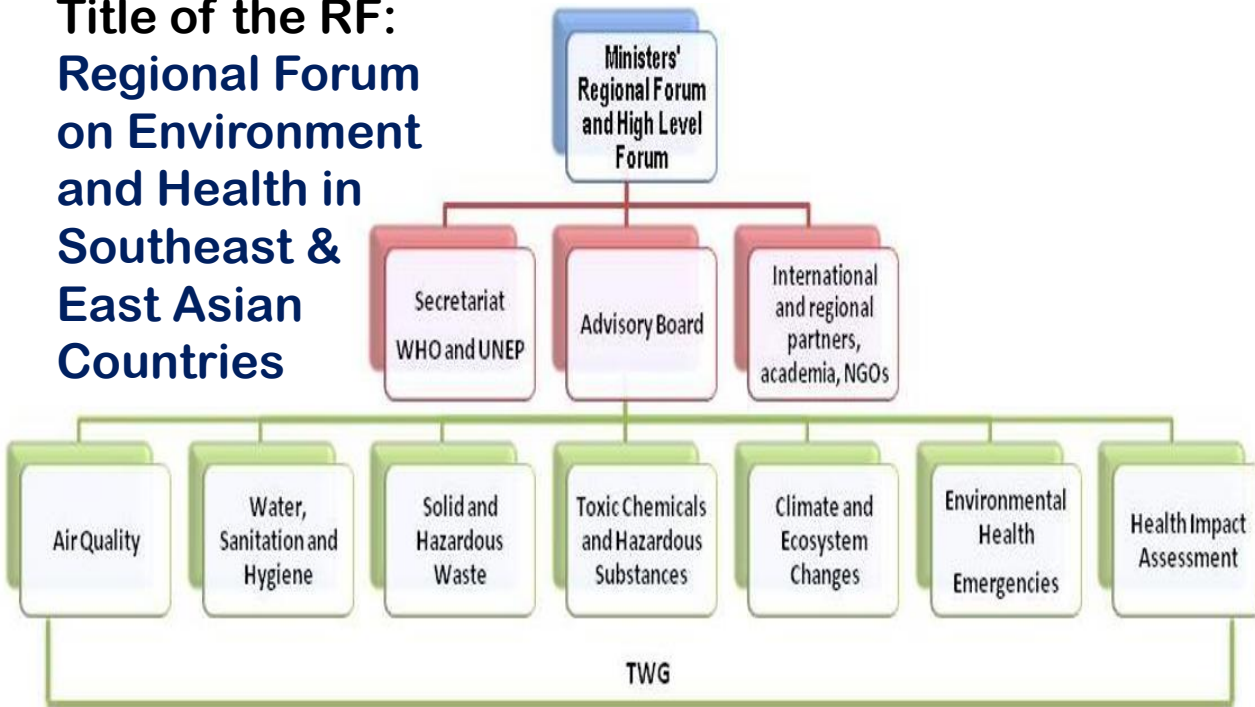 Title of the RF:
Regional Forum
on Environment
and Health in
Southeast &
East Asian
Countries
Ministers'
Regional Forum
and High Level
Forum
Secretariat
WHO and UNEP
Advisory Board
International
and regional
partners,
academia, NGOs
Air Quality
Water,
Sanitation and
Hygiene
Solid and
Hazardous
Waste
Toxic Chemicals
and Hazardous
Substances
Climate and
Ecosystem
Changes
Environmental
Health
Emergencies
Health Impact
Assessment
TWG